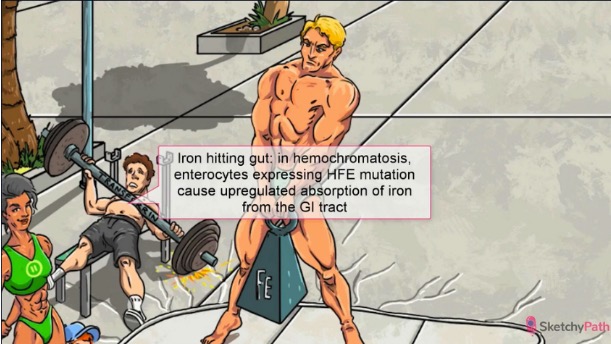 Iron hitting gut: in hemochromatosis,
enterocytes expressing HFE mutation
cause upregulated absorption of iron
from the GI tract
FE
SketchyPath